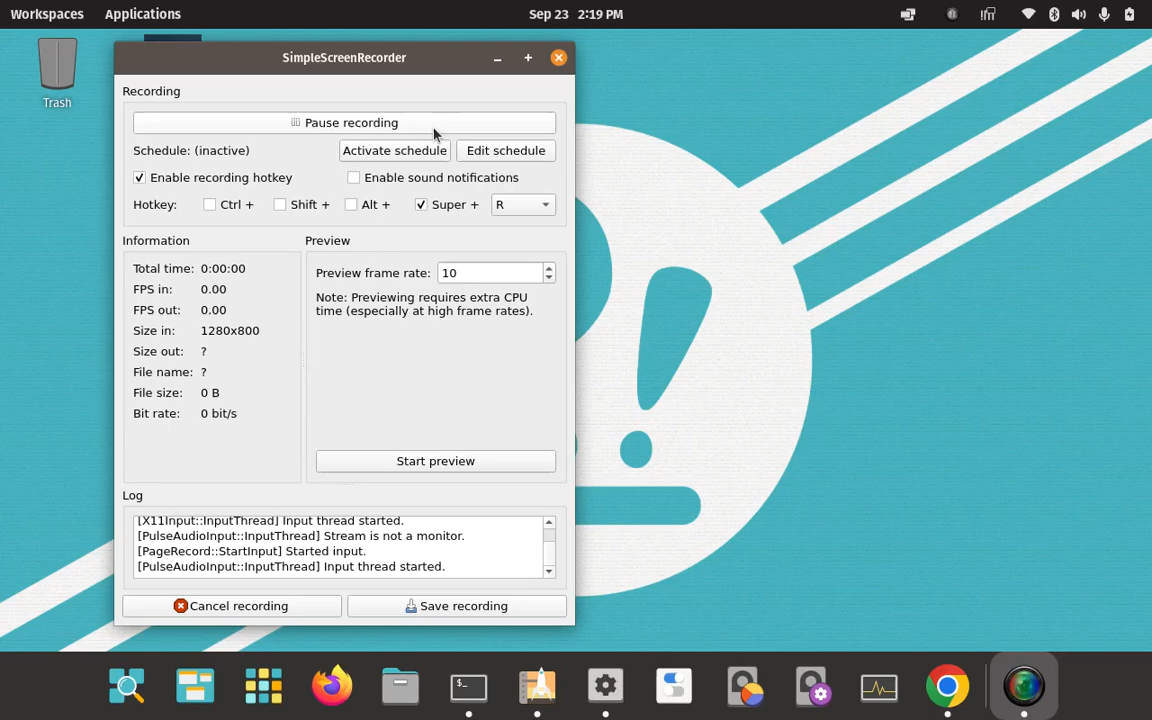 Workspaces Applications Sep 23 2:19 PM
Trash
SimpleScreenRecorder
Recording
Pause recording
Schedule: (inactive) Activate schedule Edit schedule
Enable recording hotkey Enable sound notifications
Hotkey: Ctrl + Shift + Alt + Super + R
Information
Total time: 0:00:00
FPS in: 0.00
FPS out: 0.00
Size in: 1280x800
Size out: ?
File name: ?
File size: 0 B
Bit rate: 0 bit/s
Preview
Preview frame rate: 10
Note: Previewing requires extra CPU
time (especially at high frame rates).
Start preview
Log
[X11Input::InputThread] Input thread started.
[PulseAudioInput::InputThread] Stream is not a monitor.
[PageRecord::StartInput] Started input.
[PulseAudioInput::InputThread] Input thread started.
Cancel recording Save recording